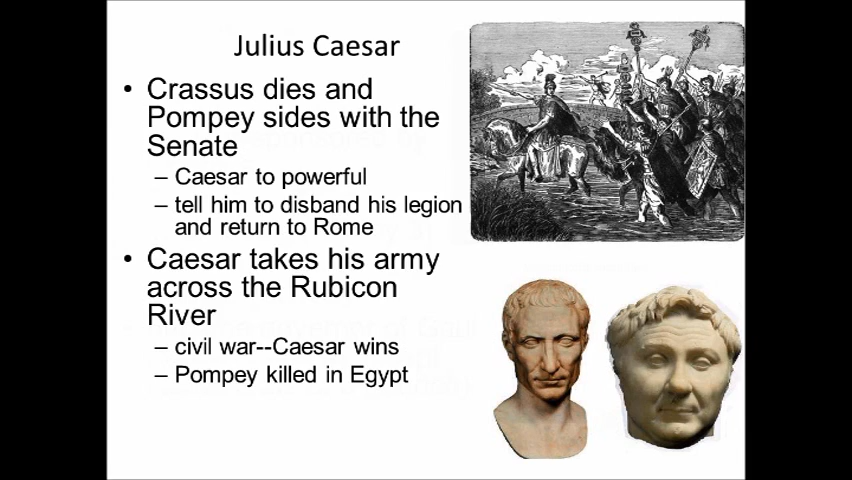 Julius Caesar
• Crassus dies and
Pompey sides with the
Senate
– Caesar to powerful
– tell him to disband his legion
and return to Rome
• Caesar takes his army
across the Rubicon
River
– civil war--Caesar wins
– Pompey killed in Egypt